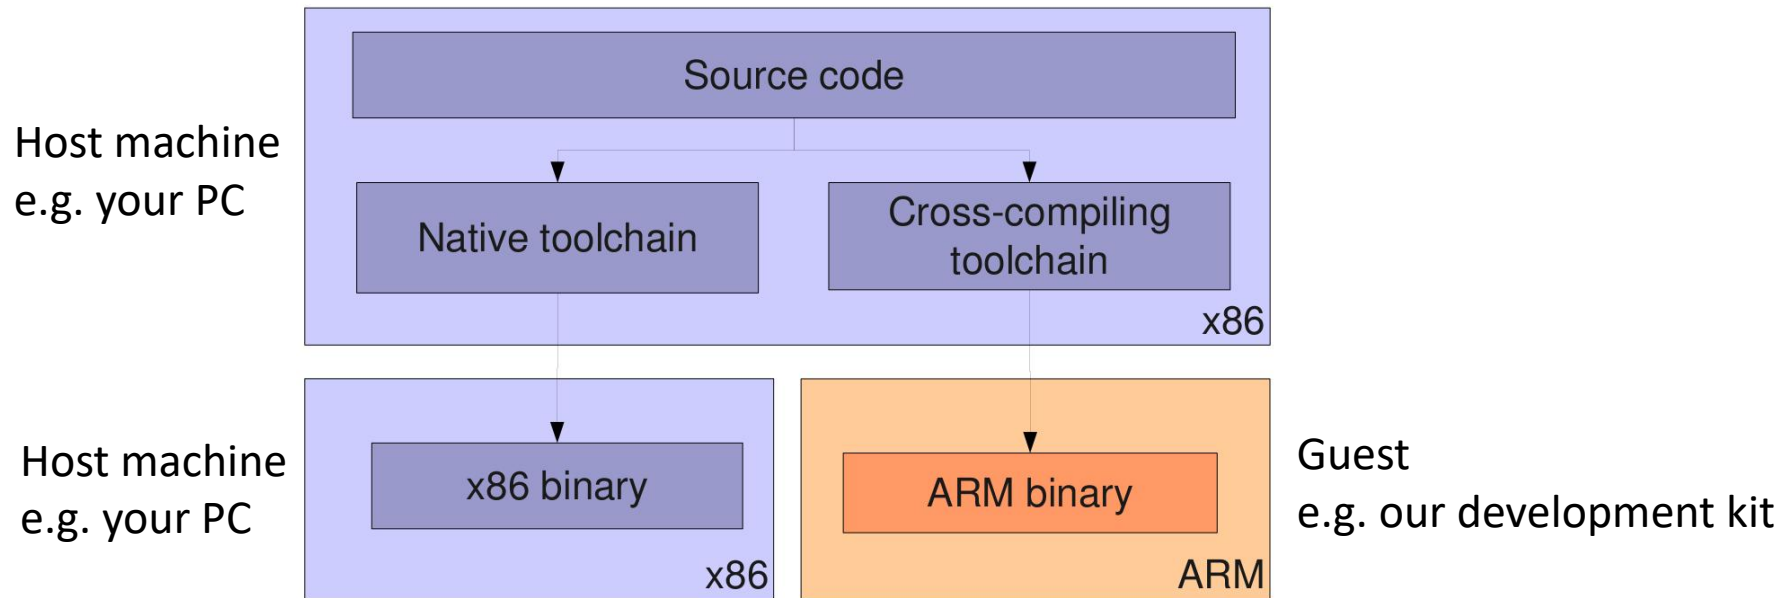 Source code
Host machine
e.g. your PC
Native toolchain
Cross-compiling
toolchain
x86
Host machine
e.g. your PC
x86 binary
x86
ARM binary
ARM
Guest
e.g. our development kit